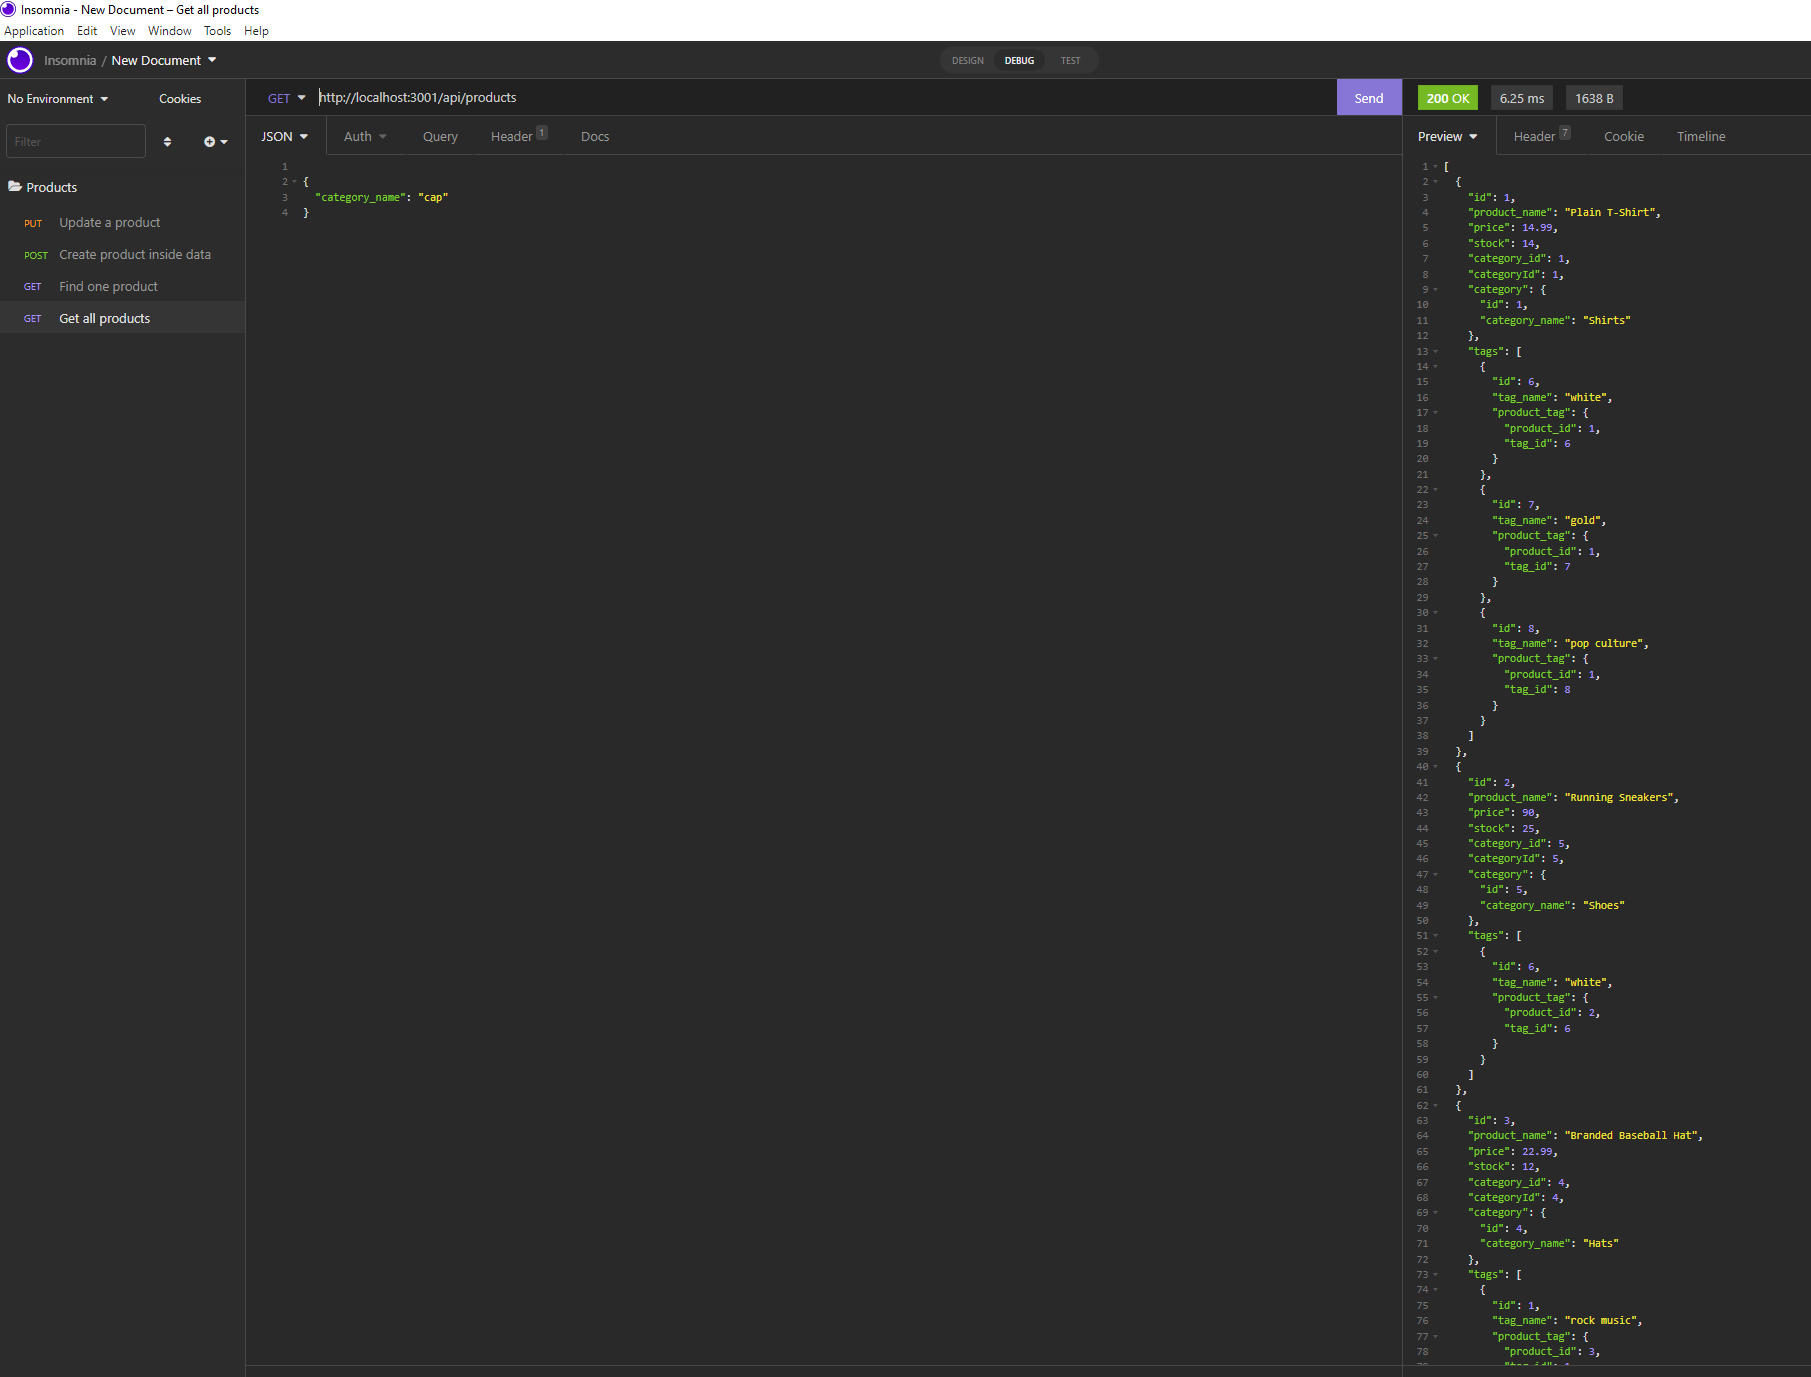 Insomnia - New Document – Get all products
Application Edit View Window Tools Help
Insomnia / New Document
DESIGN DEBUG TEST
No Environment Cookies
GET http://localhost:3001/api/products Send
200 OK 6.25 ms 1638 B
Filter
JSON Auth Query Header 1 Docs
Preview Header 7 Cookie Timeline
Products
PUT Update a product
POST Create product inside data
GET Find one product
GET Get all products
1
2 {
3 "category_name": "cap"
4 }
1 [
2 {
3 "id": 1,
4 "product_name": "Plain T-Shirt",
5 "price": 14.99,
6 "stock": 14,
7 "category_id": 1,
8 "categoryId": 1,
9 "category": {
10 "id": 1,
11 "category_name": "Shirts"
12 },
13 "tags": [
14 {
15 "id": 6,
16 "tag_name": "white",
17 "product_tag": {
18 "product_id": 1,
19 "tag_id": 6
20 }
21 },
22 {
23 "id": 7,
24 "tag_name": "gold",
25 "product_tag": {
26 "product_id": 1,
27 "tag_id": 7
28 }
29 },
30 {
31 "id": 8,
32 "tag_name": "pop culture",
33 "product_tag": {
34 "product_id": 1,
35 "tag_id": 8
36 }
37 }
38 ]
39 },
40 {
41 "id": 2,
42 "product_name": "Running Sneakers",
43 "price": 90,
44 "stock": 25,
45 "category_id": 5,
46 "categoryId": 5,
47 "category": {
48 "id": 5,
49 "category_name": "Shoes"
50 },
51 "tags": [
52 {
53 "id": 6,
54 "tag_name": "white",
55 "product_tag": {
56 "product_id": 2,
57 "tag_id": 6
58 }
59 }
60 ]
61 },
62 {
63 "id": 3,
64 "product_name": "Branded Baseball Hat",
65 "price": 22.99,
66 "stock": 12,
67 "category_id": 4,
68 "categoryId": 4,
69 "category": {
70 "id": 4,
71 "category_name": "Hats"
72 },
73 "tags": [
74 {
75 "id": 1,
76 "tag_name": "rock music",
77 "product_tag": {
78 "product_id": 3,